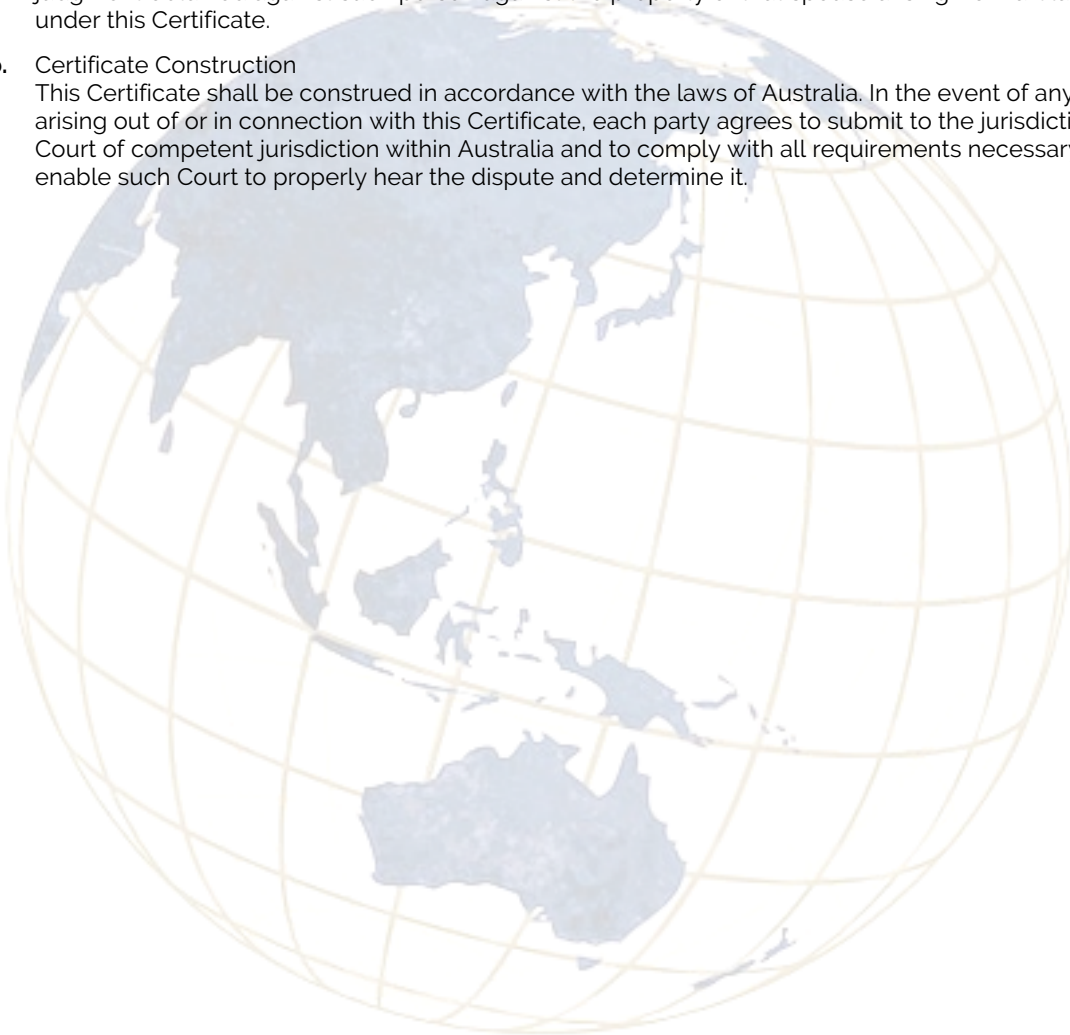 under this Certificate.
Certificate Construction
This Certificate shall be construed in accordance with the laws of Australia. In the event of any
arising out of or in connection with this Certificate, each party agrees to submit to the jurisdicti
Court of competent jurisdiction within Australia and to comply with all requirements necessary
enable such Court to properly hear the dispute and determine it.